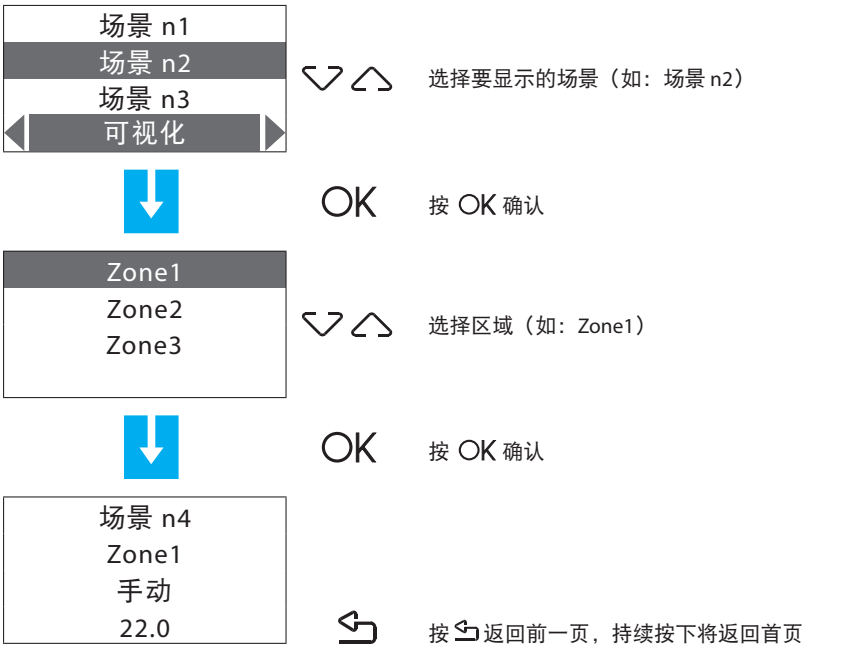 场景 n1
场景 n2
场景 n3
可视化
选择要显示的场景（如：场景 n2）
OK 按 OK 确认
Zone1
Zone2
Zone3
选择区域（如：Zone1）
OK 按 OK 确认
场景 n4
Zone1
手动
22.0
按 返回前一页，持续按下将返回首页